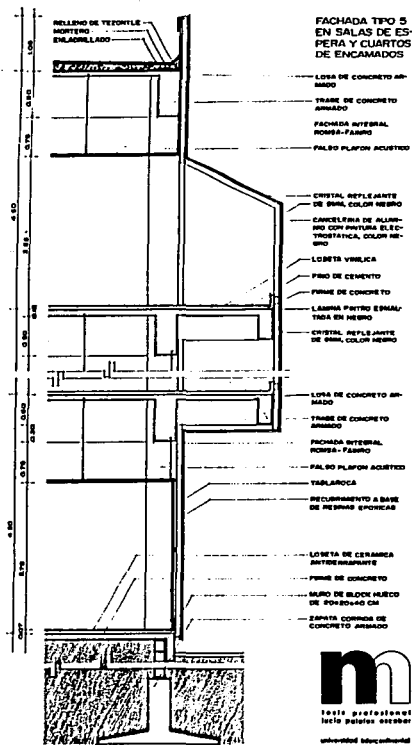 RELLENO DE TEZONTLE
MORTERO
ENLADRILLADO
FACHADA TIPO 5
EN SALAS DE ES-
PERA Y CUARTOS
DE ENCAMADOS
LOSA DE CONCRETO AR-
MADO
TRABE DE CONCRETO
ARMADO
FACHADA INTEGRAL
ROMSA-FAMRO
FALSO PLAFON ACUSTICO
CRISTAL REFLEJANTE
DE 6MM, COLOR NEGRO
CANCELERIA DE ALUMI-
NIO CON PINTURA ELEC-
TROSTATICA, COLOR NE-
GRO
LOSETA VINILICA
PISO DE CEMENTO
FIRME DE CONCRETO
LAMINA PINTRO ESMAL-
TADA EN NEGRO
CRISTAL REFLEJANTE
DE 6MM, COLOR NEGRO
LOSA DE CONCRETO AR-
MADO
TRABE DE CONCRETO
ARMADO
FACHADA INTEGRAL
ROMSA-FAMRO
FALSO PLAFON ACUSTICO
TABLAROCA
RECUBRIMIENTO A BASE
DE RESINAS EPOXICAS
LOSETA DE CERAMICA
ANTIDERRAPANTE
FIRME DE CONCRETO
MURO DE BLOCK HUECO
DE 20x20x40 CM
ZAPATA CORRIDA DE
CONCRETO ARMADO
tesis profesional
lucia palafox escobar
universidad intercontinental